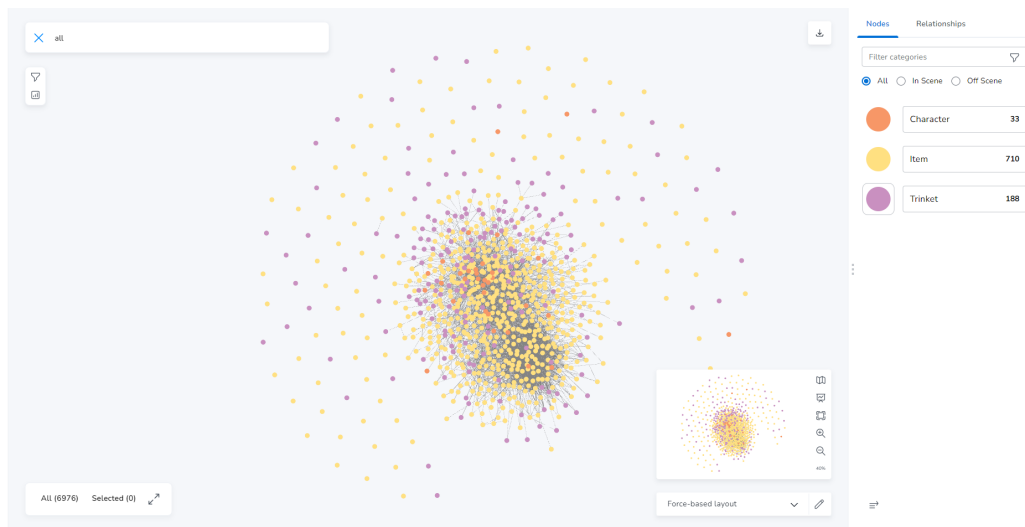 all
Nodes
Relationships
Filter categories
All
In Scene
Off Scene
Character
33
Item
710
Trinket
188
40%
All (6976)
Selected (0)
Force-based layout